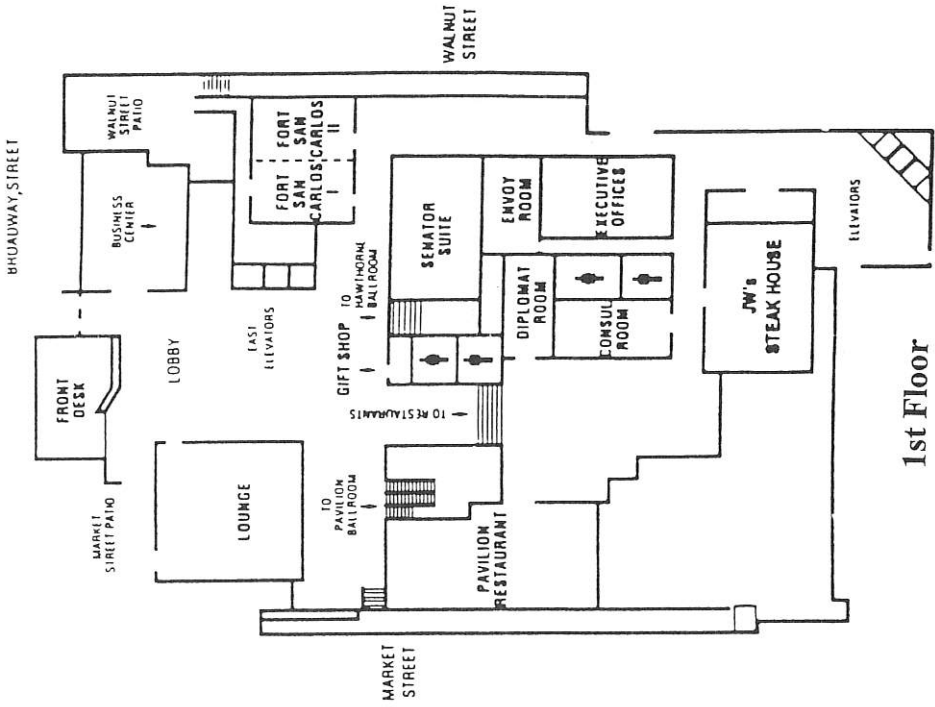 BROADWAY, STREET
WALNUT
STREET
WALNUT
STREET
PATIO
BUSINESS
CENTER
FORT
SAN
CARLOS
I
FORT
SAN
CARLOS
II
FRONT
DESK
LOBBY
EAST
ELEVATORS
MARKET
STREET PATIO
LOUNGE
GIFT SHOP
TO
HAWTHORNE
BALLROOM
SENATOR
SUITE
ENVOY
ROOM
EXECUTIVE
OFFICES
DIPLOMAT
ROOM
CONSUL
ROOM
TO RESTAURANTS
TO
PAVILION
BALLROOM
PAVILION
RESTAURANT
MARKET
STREET
JW's
STEAK HOUSE
ELEVATORS
1st Floor